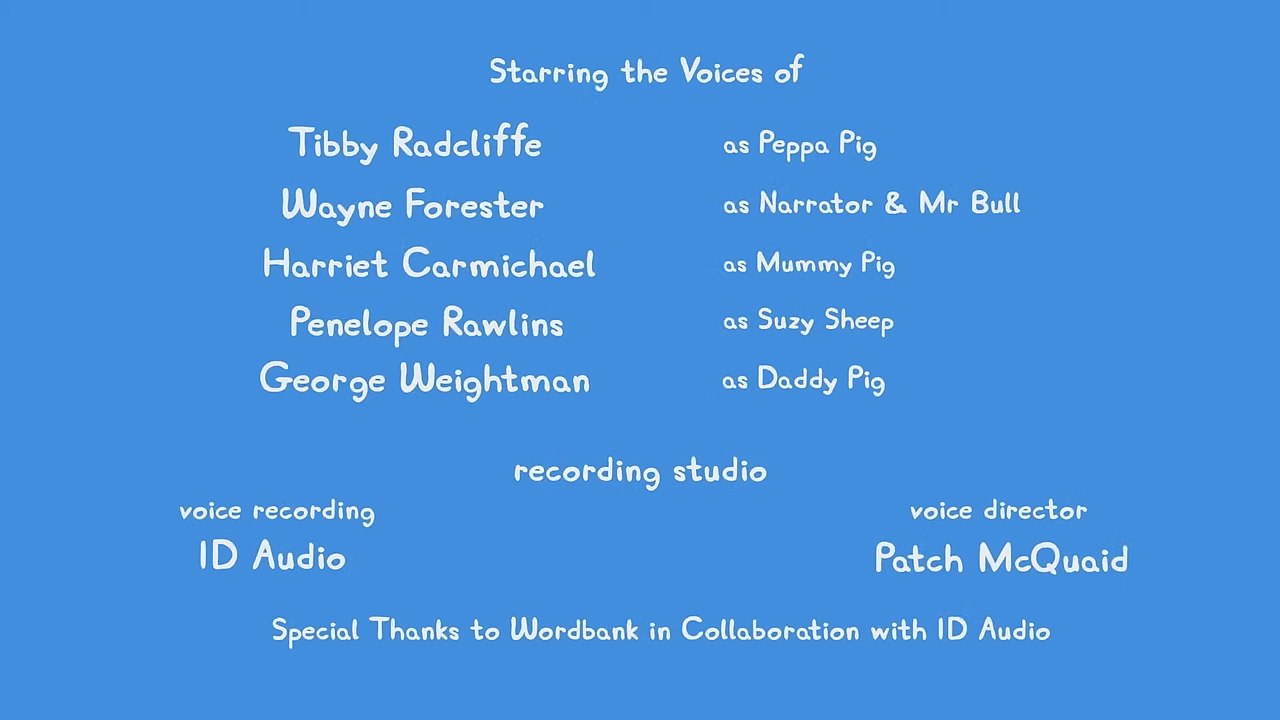 Starring the Voices of
Tibby Radcliffe as Peppa Pig
Wayne Forester as Narrator & Mr Bull
Harriet Carmichael as Mummy Pig
Penelope Rawlins as Suzy Sheep
George Weightman as Daddy Pig
recording studio
voice recording
ID Audio
voice director
Patch McQuaid
Special Thanks to Wordbank in Collaboration with ID Audio